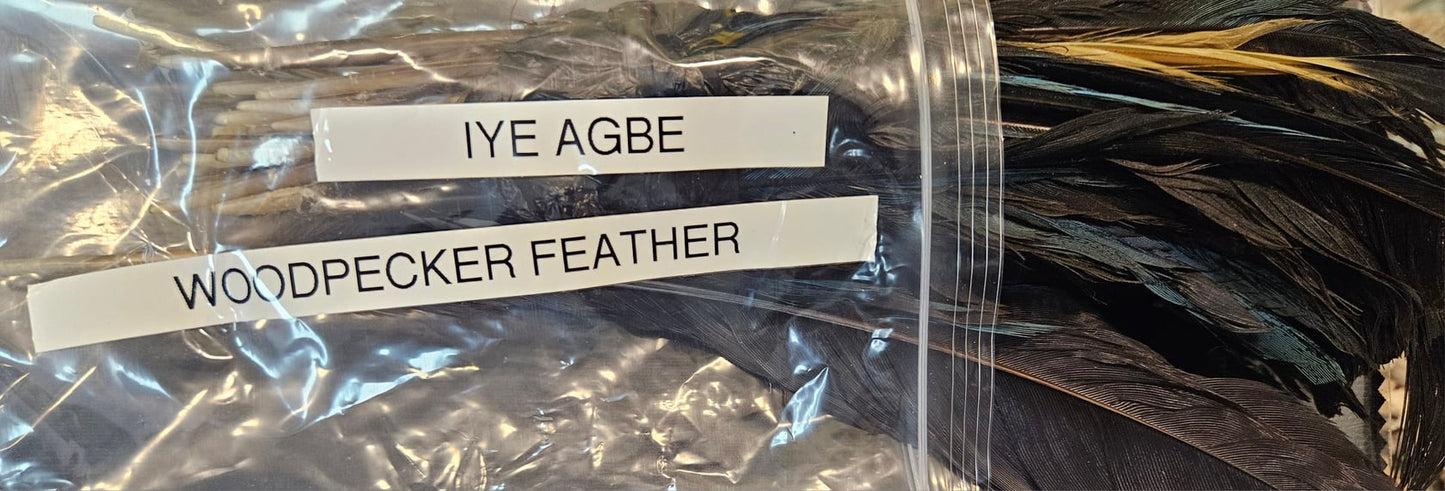 IYE AGBE
WOODPECKER FEATHER